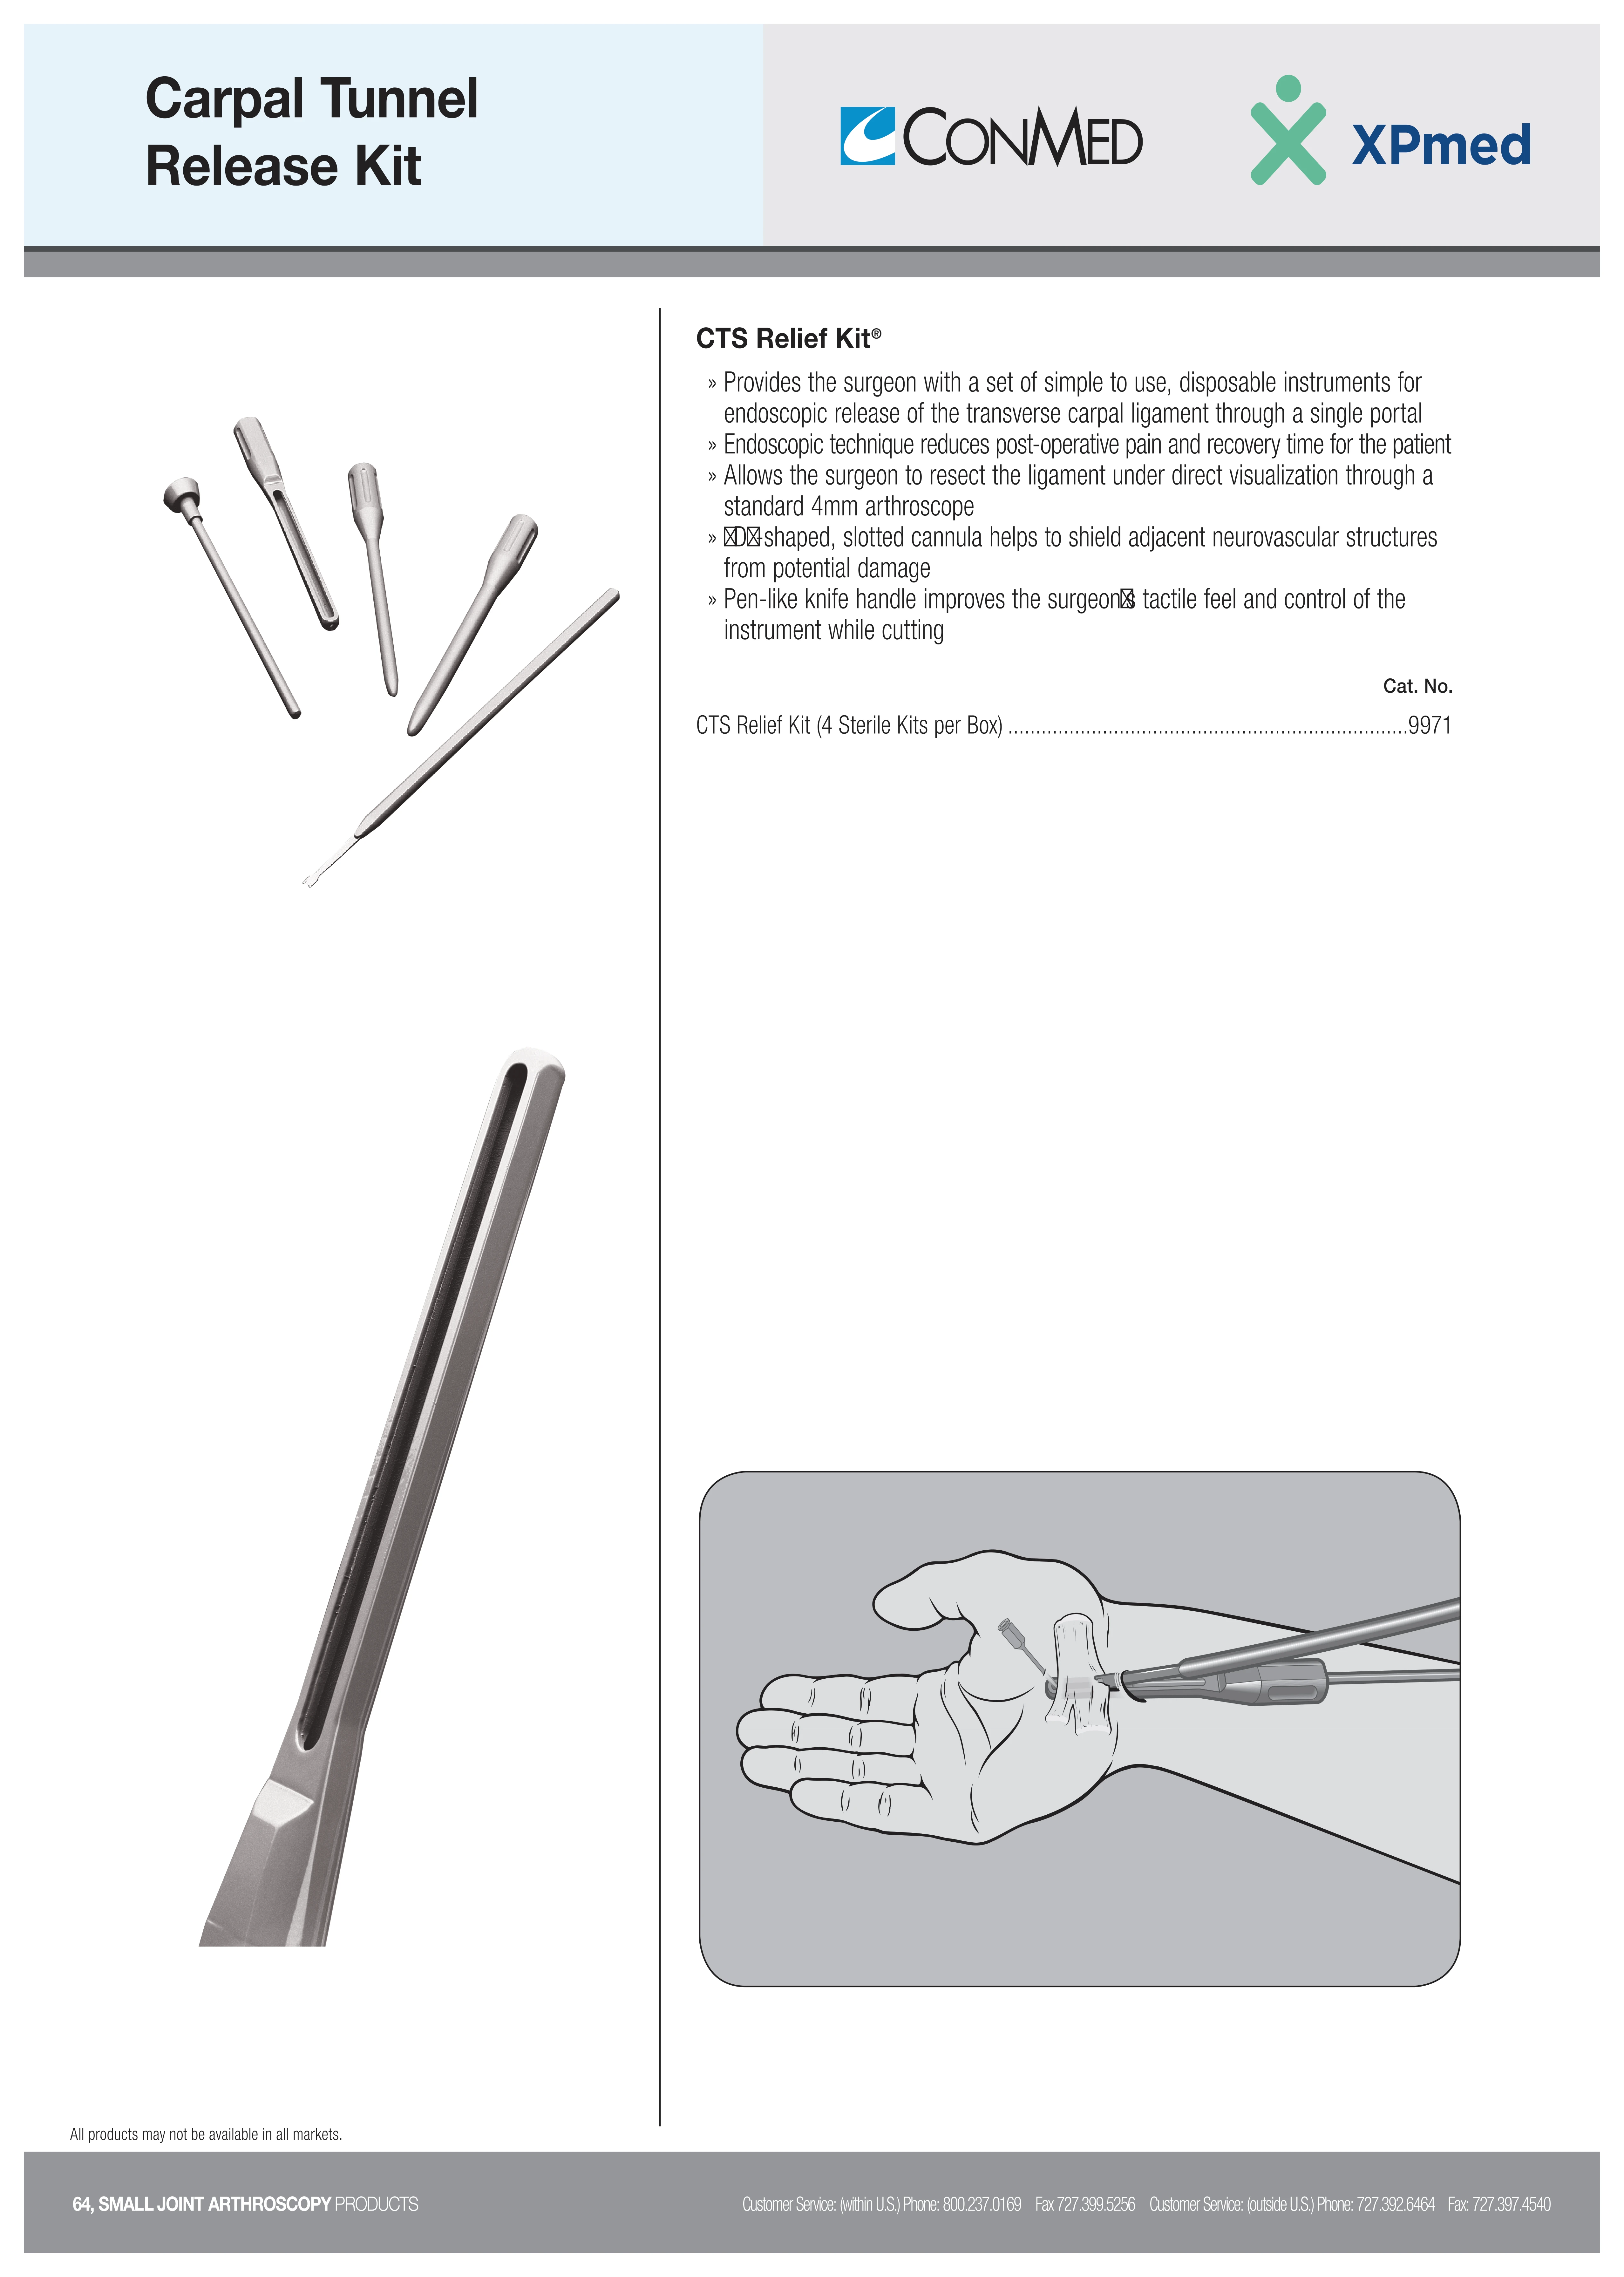 Carpal Tunnel
Release Kit
CONMED
XPmed
CTS Relief Kit®
» Provides the surgeon with a set of simple to use, disposable instruments for
endoscopic release of the transverse carpal ligament through a single portal
» Endoscopic technique reduces post-operative pain and recovery time for the patient
» Allows the surgeon to resect the ligament under direct visualization through a
standard 4mm arthroscope
» ☒D☒-shaped, slotted cannula helps to shield adjacent neurovascular structures
from potential damage
» Pen-like knife handle improves the surgeon☒s tactile feel and control of the
instrument while cutting
Cat. No.
CTS Relief Kit (4 Sterile Kits per Box) ........................................................................9971
All products may not be available in all markets.
64, SMALL JOINT ARTHROSCOPY PRODUCTS
Customer Service: (within U.S.) Phone: 800.237.0169 Fax 727.399.5256 Customer Service: (outside U.S.) Phone: 727.392.6464 Fax: 727.397.4540